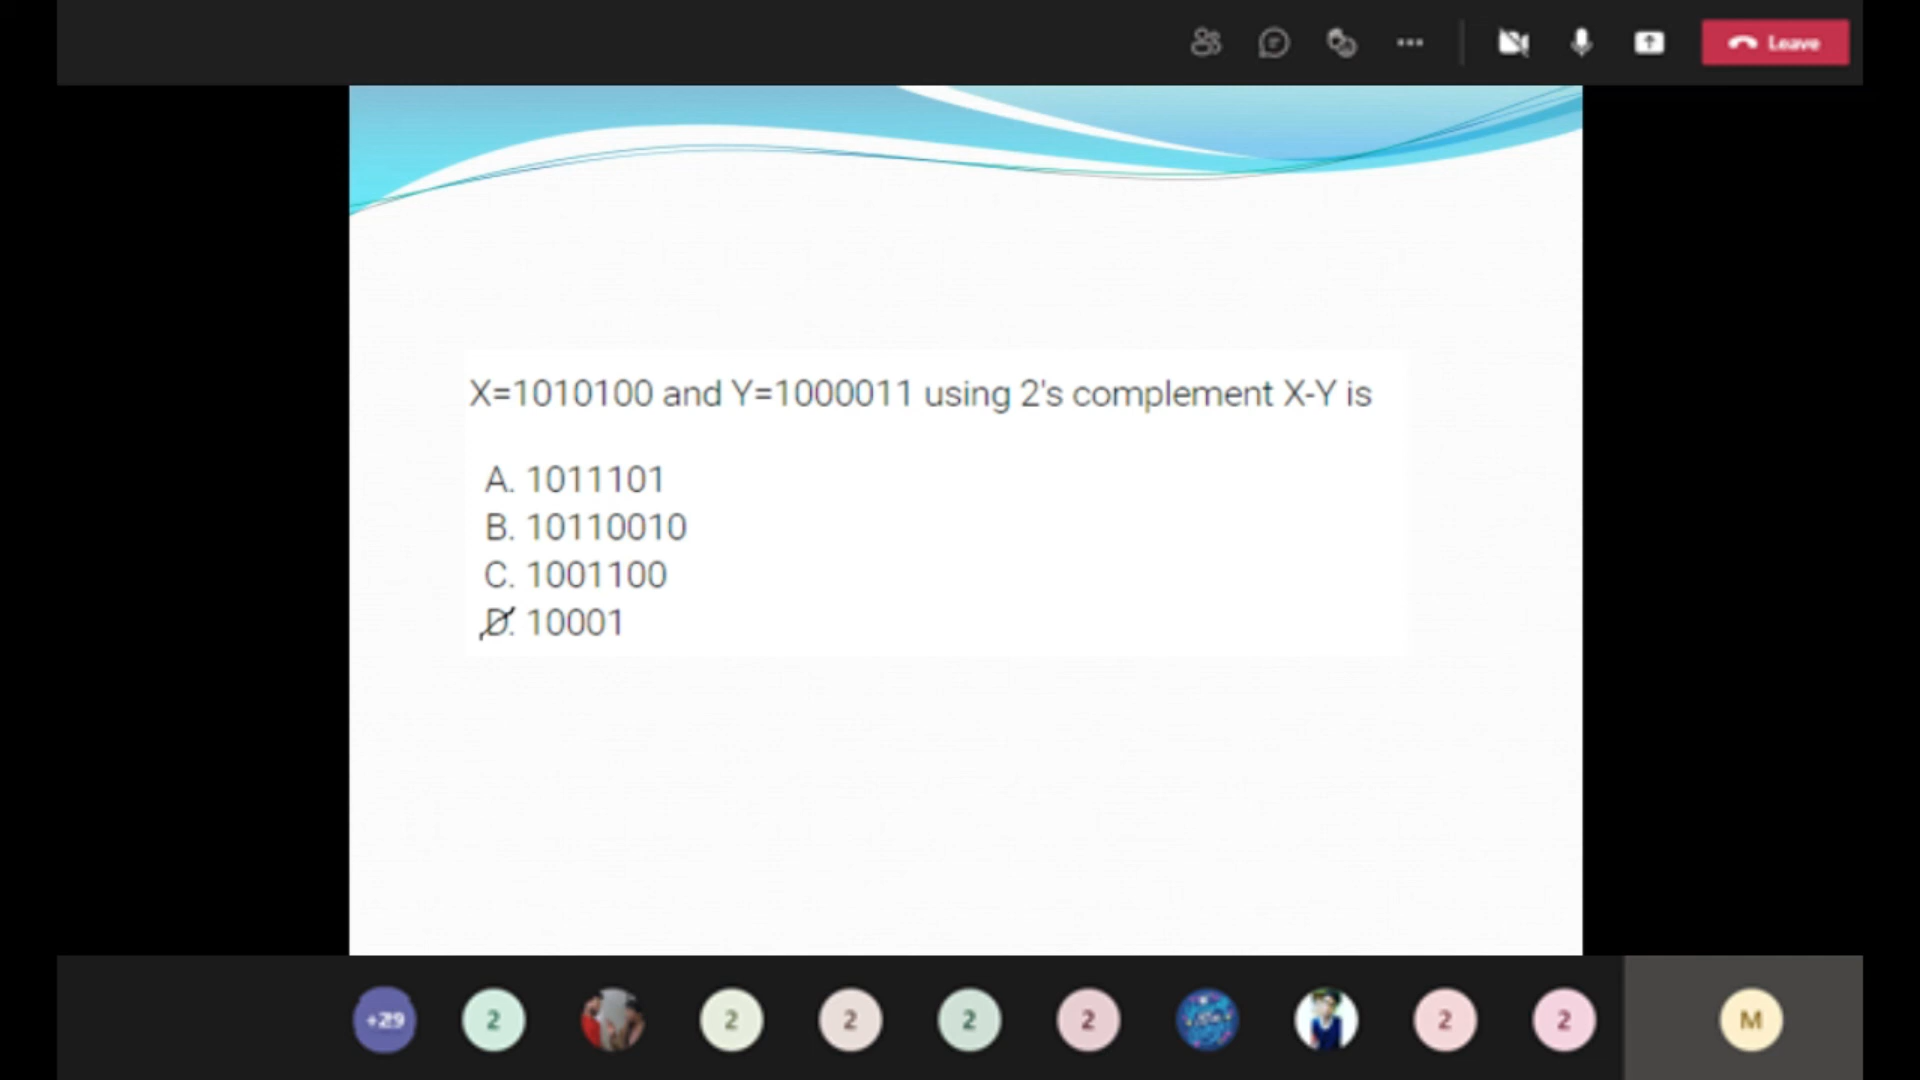 Leave
X=1010100 and Y=1000011 using 2's complement X-Y is
A. 1011101
B. 10110010
C. 1001100
D. 10001
+29 2 2 2 2 2 2 2 M